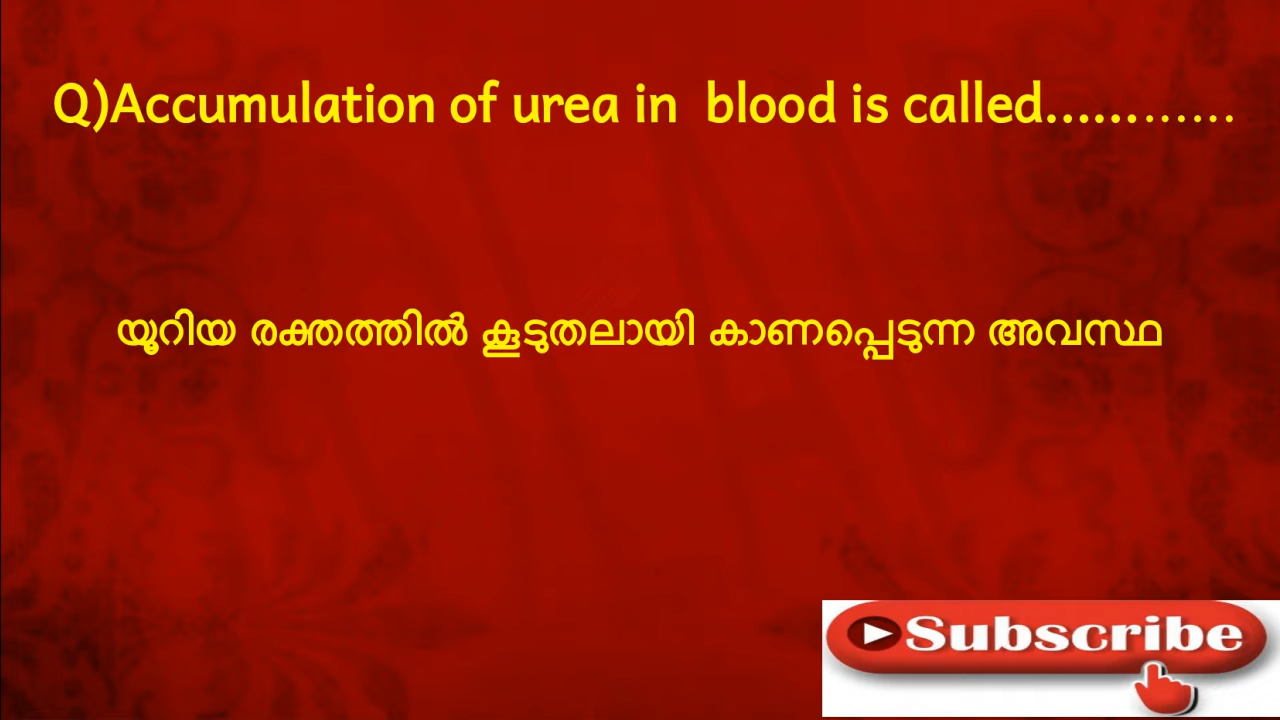 Q)Accumulation of urea in blood is called............
യൂറിയ രക്തത്തിൽ കൂടുതലായി കാണപ്പെടുന്ന അവസ്ഥ
Subscribe